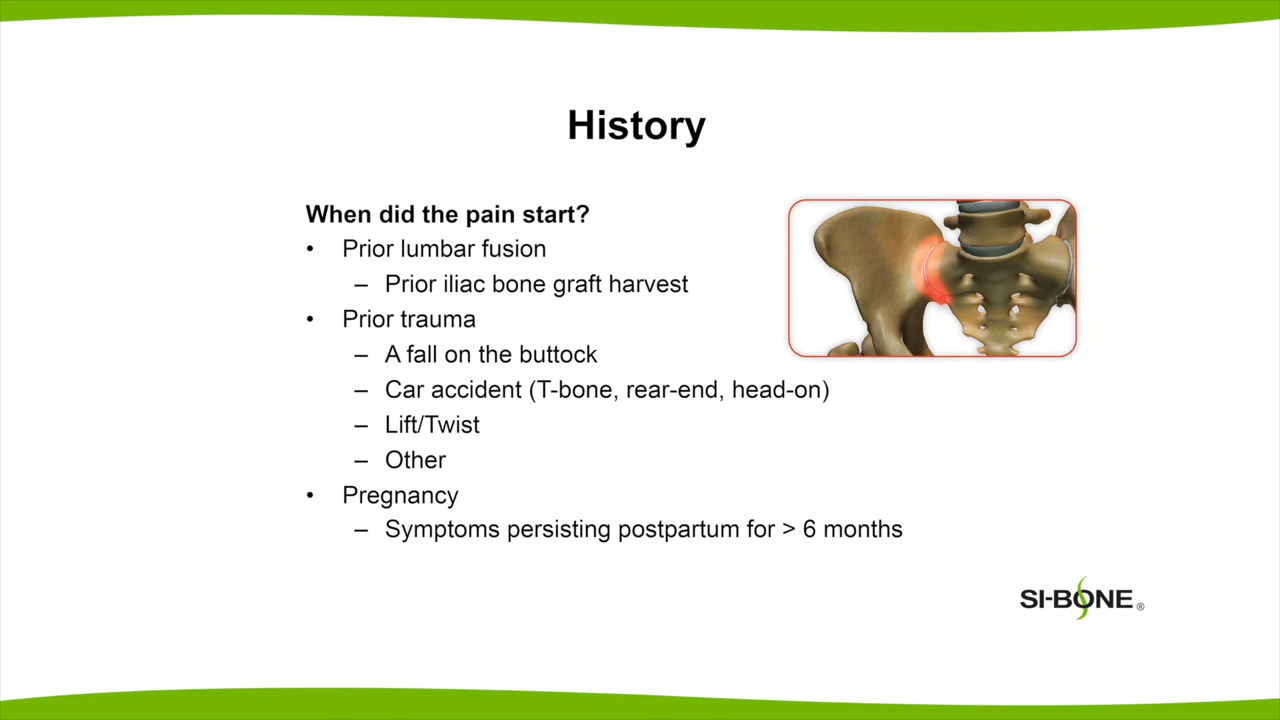 History
When did the pain start?
• Prior lumbar fusion
– Prior iliac bone graft harvest
• Prior trauma
– A fall on the buttock
– Car accident (T-bone, rear-end, head-on)
– Lift/Twist
– Other
• Pregnancy
– Symptoms persisting postpartum for > 6 months
SI-BONE®